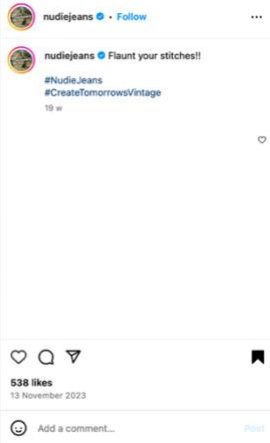 nudiejeans • Follow
nudiejeans Flaunt your stitches!!
#NudieJeans
#CreateTomorrowsVintage
19 w
538 likes
13 November 2023
Add a comment...
Post